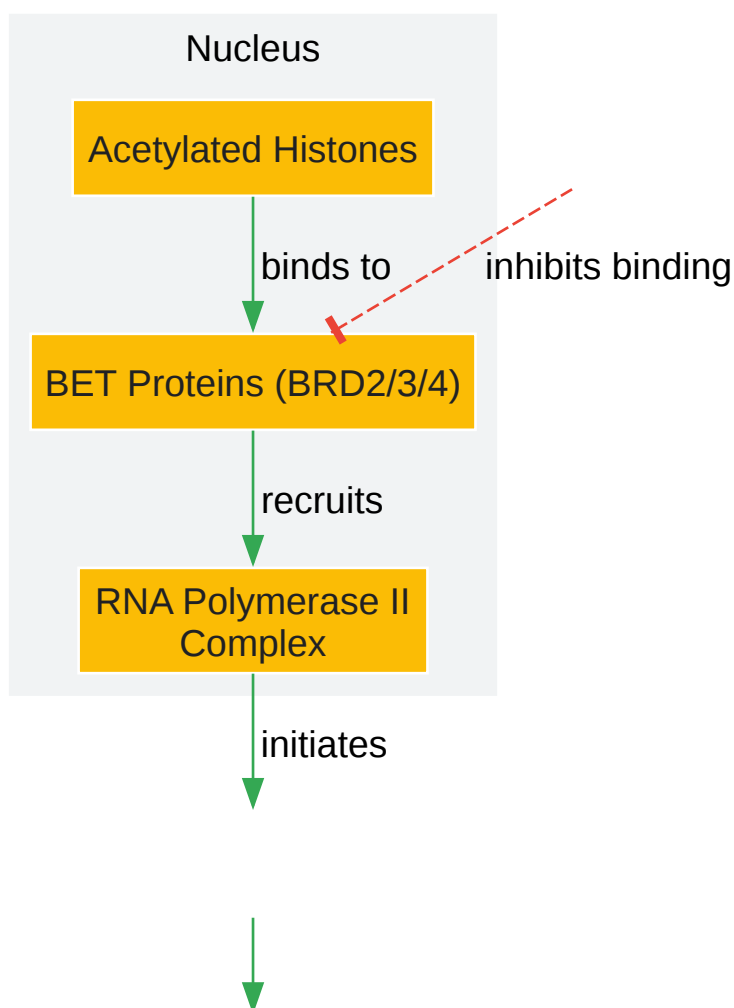 Nucleus
Acetylated Histones
binds to
inhibits binding
BET Proteins (BRD2/3/4)
recruits
RNA Polymerase II
Complex
initiates